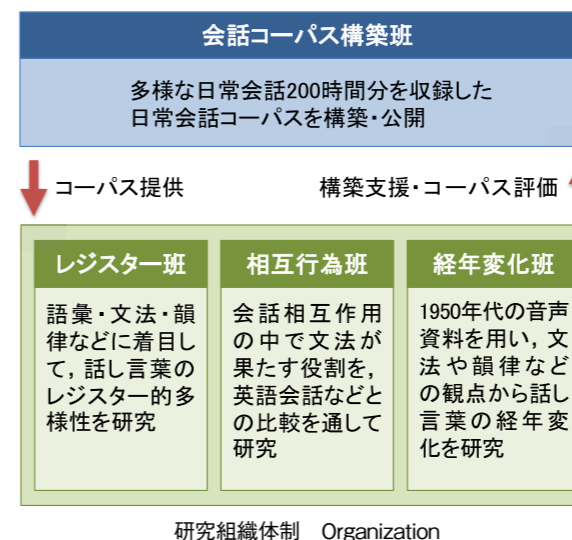 会話コーパス構築班
多様な日常会話200時間分を収録した
日常会話コーパスを構築・公開
コーパス提供
構築支援・コーパス評価
レジスター班
語彙・文法・韻
律などに着目し
て，話し言葉の
レジスター的多
様性を研究
相互行為班
会話相互作用
の中で文法が
果たす役割を，
英語会話などと
の比較を通して
研究
経年変化班
1950年代の音声
資料を用い，文
法や韻律など
の観点から話し
言葉の経年変
化を研究
研究組織体制　Organization